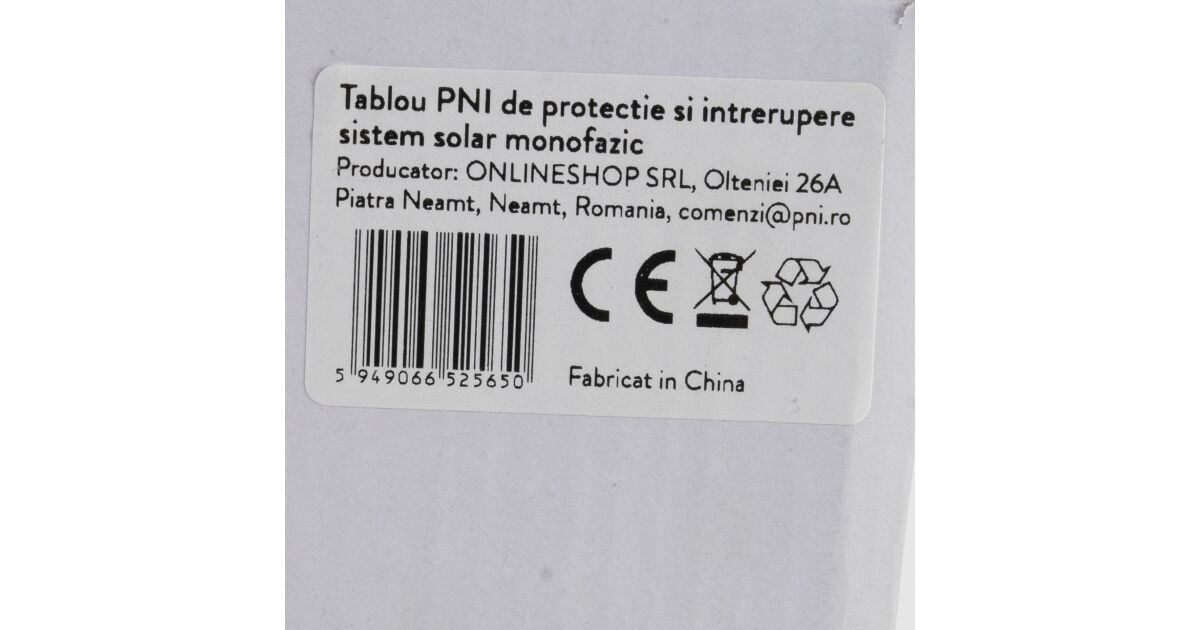 Tablou PNI de protectie si intrerupere
sistem solar monofazic
Producator: ONLINESHOP SRL, Olteniei 26A
Piatra Neamt, Neamt, Romania, comenzi@pni.ro
CE
5 949066 525650
Fabricat in China